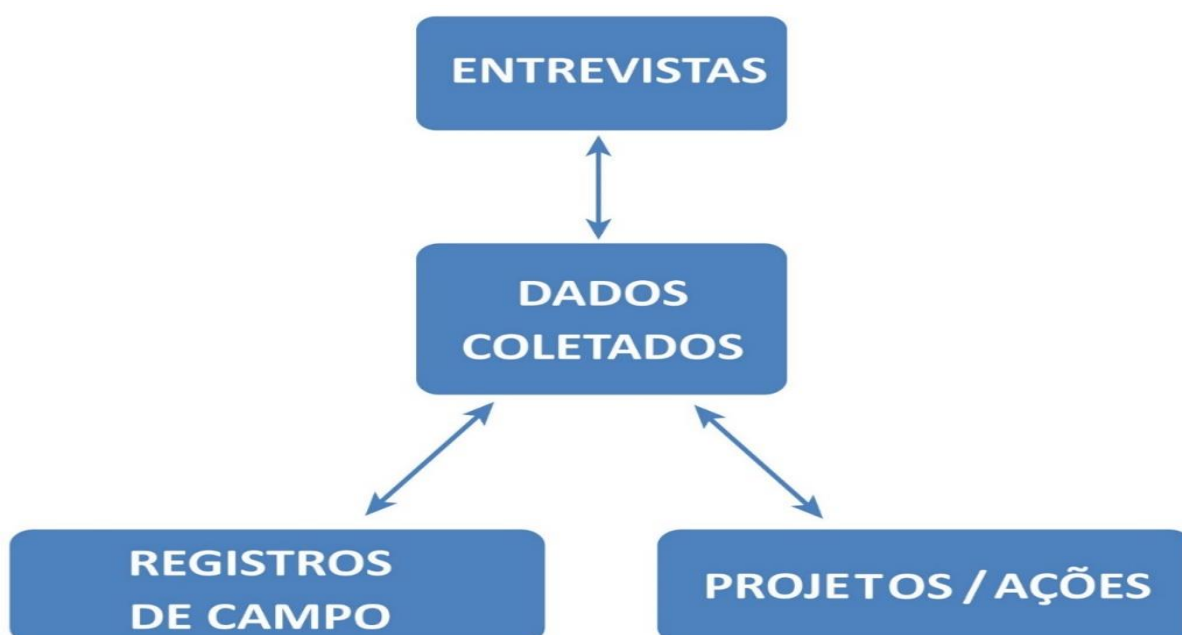 ENTREVISTAS
DADOS
COLETADOS
REGISTROS
DE CAMPO
PROJETOS / AÇÕES